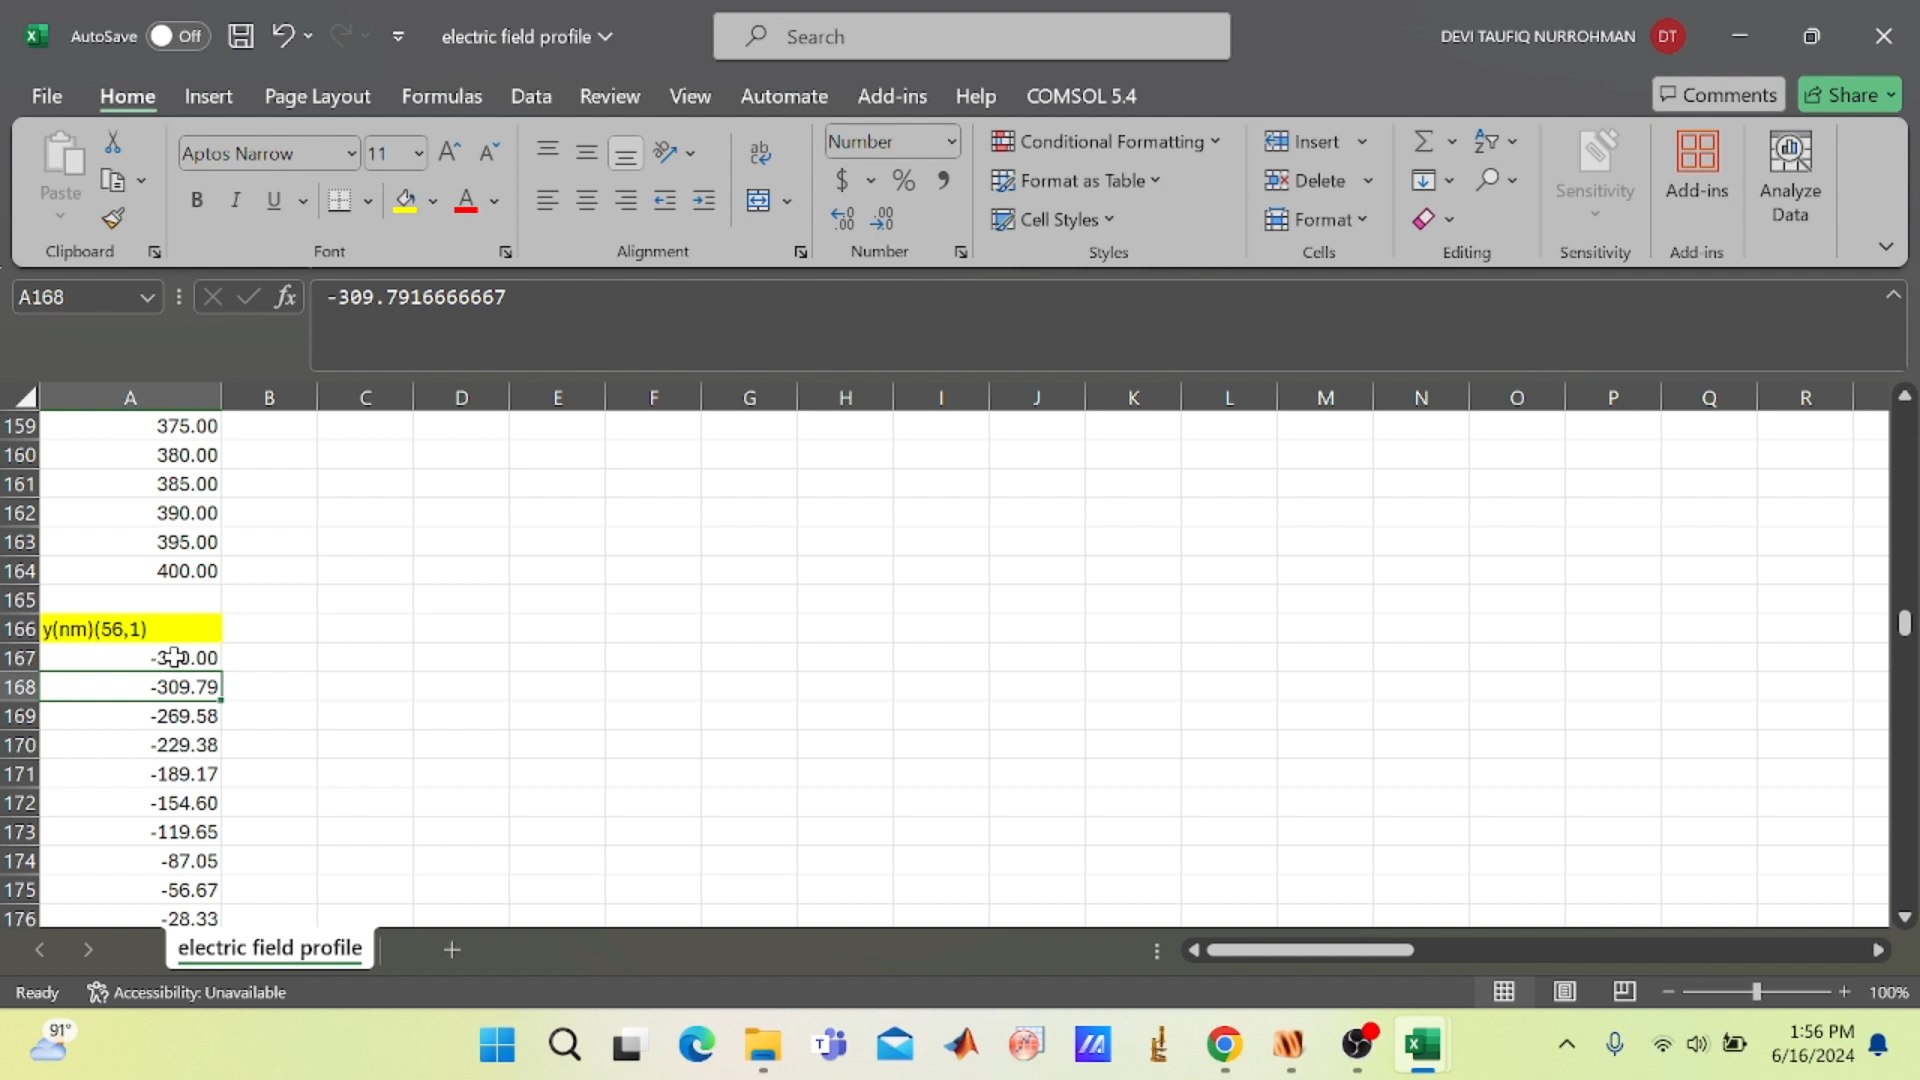 AutoSave Off electric field profile Search DEVI TAUFIQ NURROHMAN DT
File Home Insert Page Layout Formulas Data Review View Automate Add-ins Help COMSOL 5.4 Comments Share
Paste Aptos Narrow 11 Number Conditional Formatting Insert Sensitivity Add-ins Analyze Data
B I U Format as Table Delete
Cell Styles Format
Clipboard Font Alignment Number Styles Cells Editing Sensitivity Add-ins
A168 fx -309.7916666667
A B C D E F G H I J K L M N O P Q R
159 375.00
160 380.00
161 385.00
162 390.00
163 395.00
164 400.00
165
166 y(nm)(56,1)
167
168 -309.79
169 -269.58
170 -229.38
171 -189.17
172 -154.60
173 -119.65
174 -87.05
175 -56.67
176 -28.33
electric field profile
Ready Accessibility: Unavailable 100%
91° 1:56 PM
6/16/2024